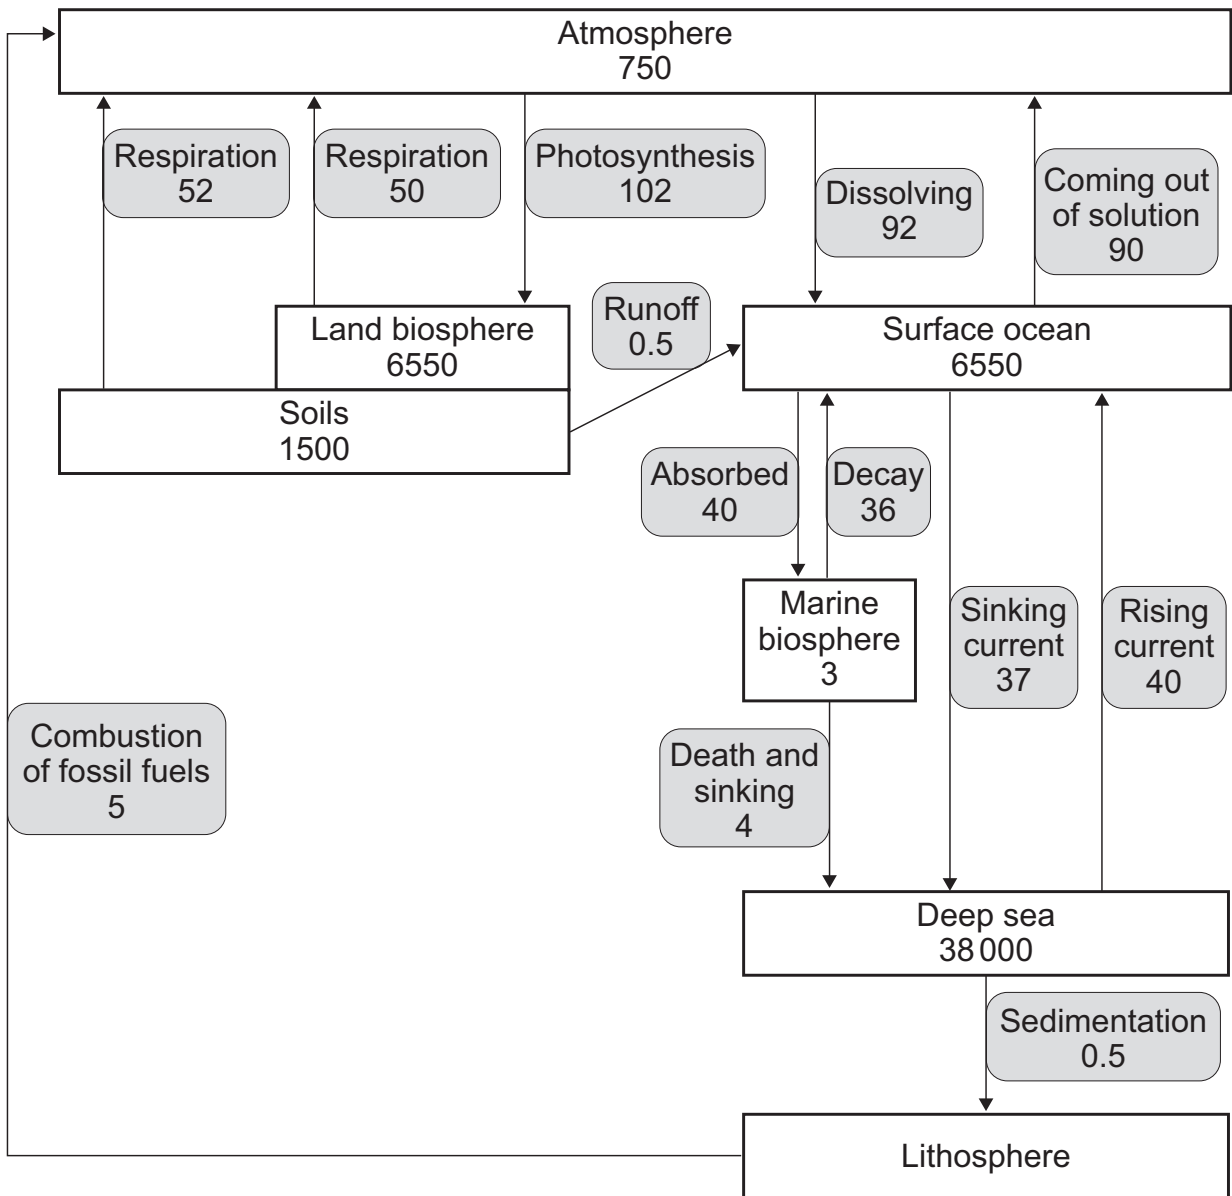 Atmosphere
750
Respiration
52
Respiration
50
Photosynthesis
102
Dissolving
92
Coming out
of solution
90
Land biosphere
6550
Runoff
0.5
Surface ocean
6550
Soils
1500
Absorbed
40
Decay
36
Marine
biosphere
3
Sinking
current
37
Rising
current
40
Combustion
of fossil fuels
5
Death and
sinking
4
Deep sea
38 000
Sedimentation
0.5
Lithosphere